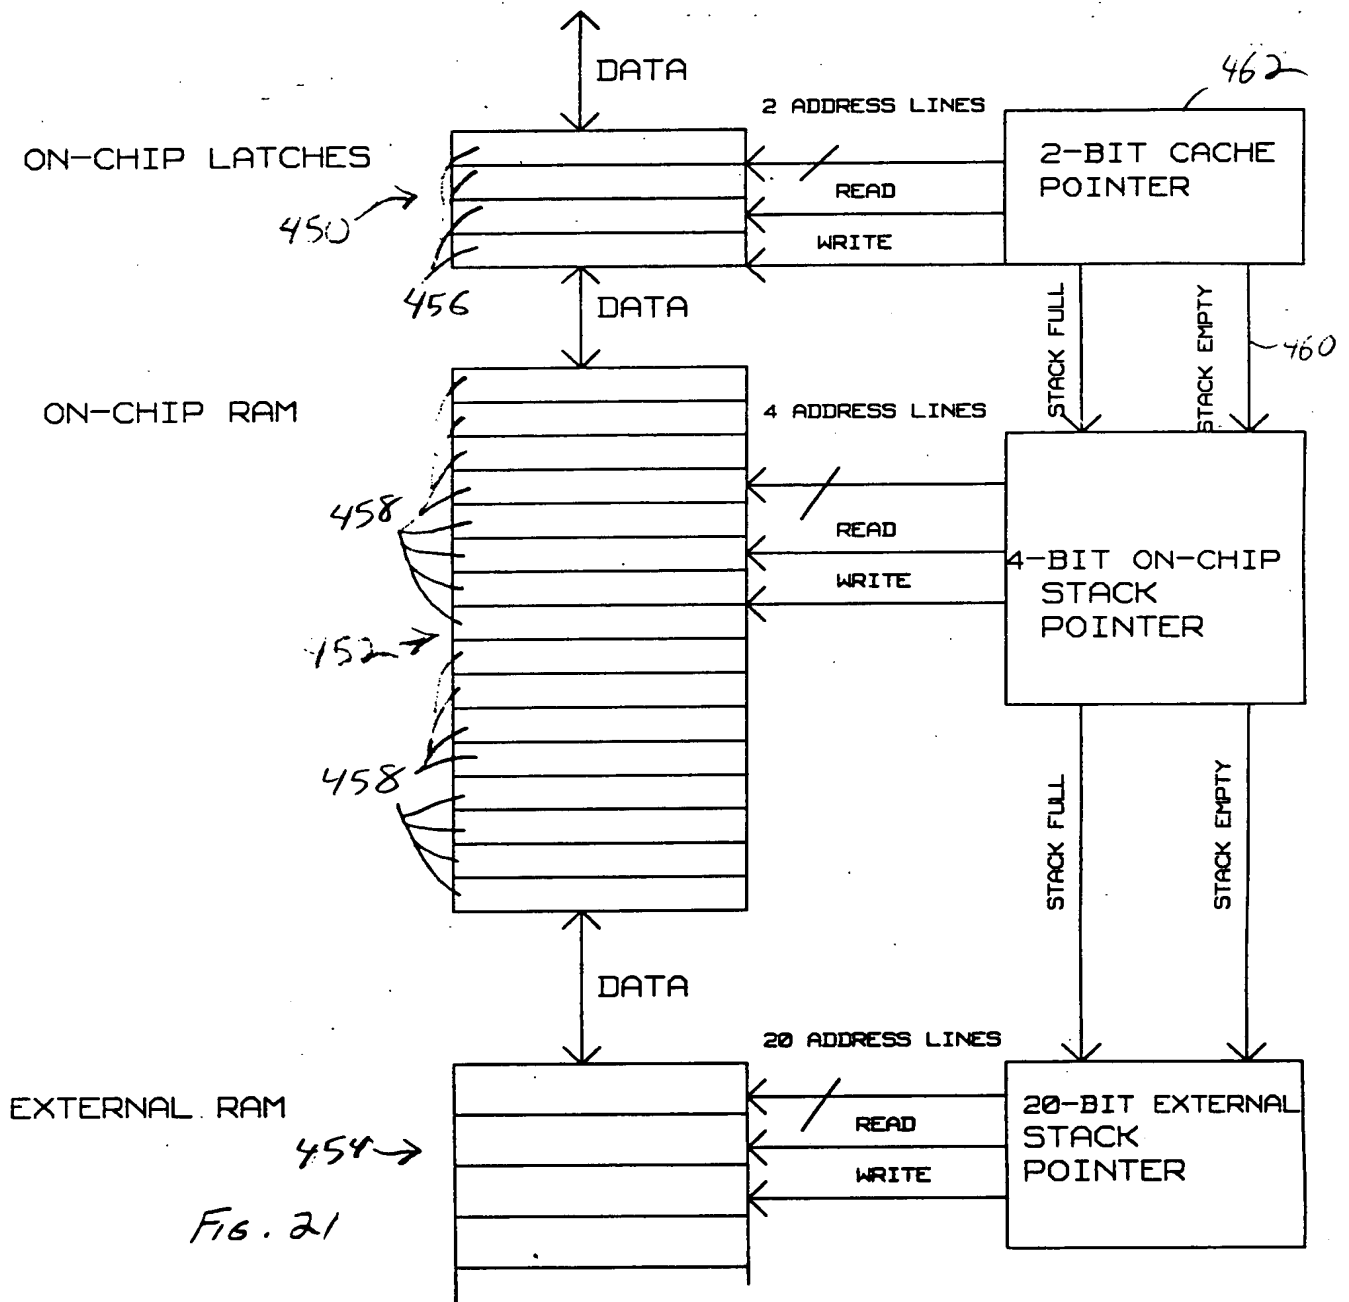 DATA
462
2 ADDRESS LINES
ON-CHIP LATCHES
2-BIT CACHE
POINTER
READ
450
WRITE
456
DATA
STACK FULL
STACK EMPTY
460
ON-CHIP RAM
4 ADDRESS LINES
458
READ
4-BIT ON-CHIP
STACK
POINTER
WRITE
452
458
STACK FULL
STACK EMPTY
DATA
20 ADDRESS LINES
EXTERNAL RAM
20-BIT EXTERNAL
STACK
POINTER
READ
454
WRITE
FIG. 21